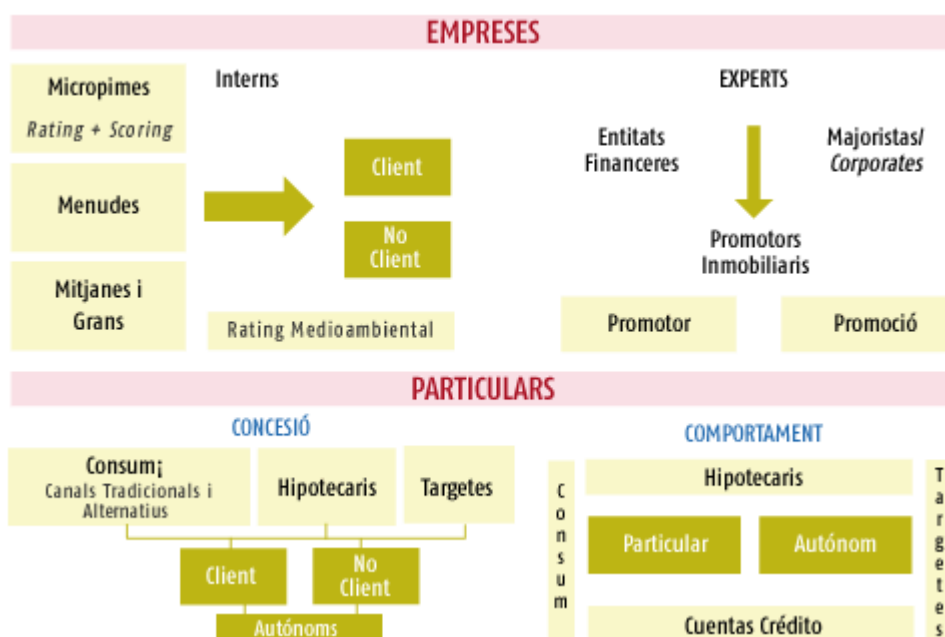 EMPRESES
Micropimes
Rating + Scoring
Menudes
Mitjanes i
Grans
Interns
Client
No
Client
Rating Medioambiental
EXPERTS
Entitats
Financeres
Majoristas/
Corporates
Promotors
Inmobiliaris
Promotor
Promoció
PARTICULARS
CONCESIÓ
Consum¡
Canals Tradicionals i
Alternatius
Hipotecaris
Targetes
Client
No
Client
Autónoms
COMPORTAMENT
Consum
Hipotecaris
Particular
Autónom
Cuentas Crédito
Targetes